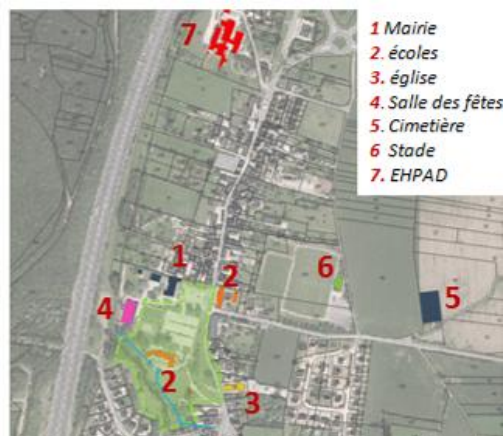 1 Mairie
2. écoles
3. église
4. Salle des fêtes
5. Cimetière
6 Stade
7. EHPAD
7
1
2
6
4
5
2
3